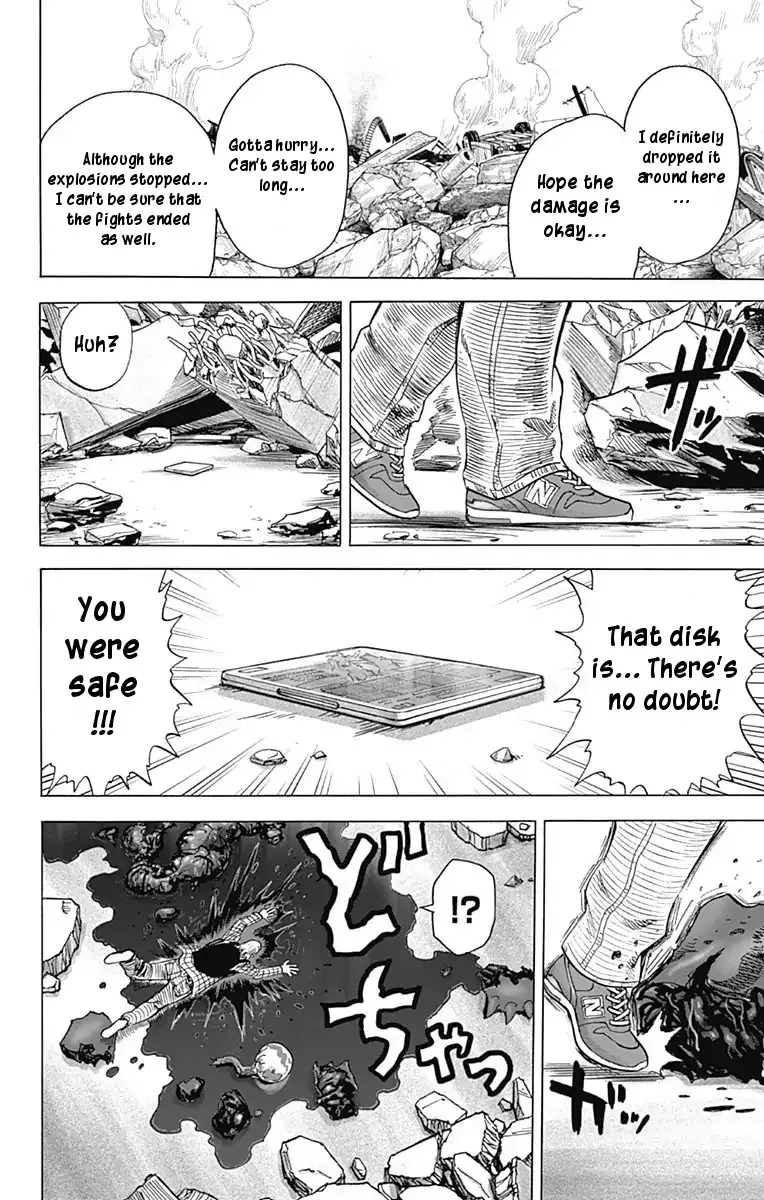 I definitely
dropped it
around here
...
Hope the
damage is
okay...
Gotta hurry...
Can't stay too
long...
Although the
explosions stopped...
I can't be sure that
the fights ended
as well.
ザッ
N
Huh?
That disk
is... There's
no doubt!
You
were
safe
!!!
N
ガッ
!?
どちゃっ